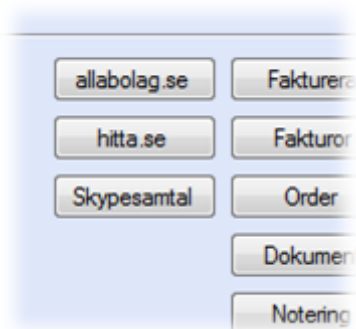 allabolag.se
Fakturera
hitta.se
Fakturor
Skypesamtal
Order
Dokumen
Notering